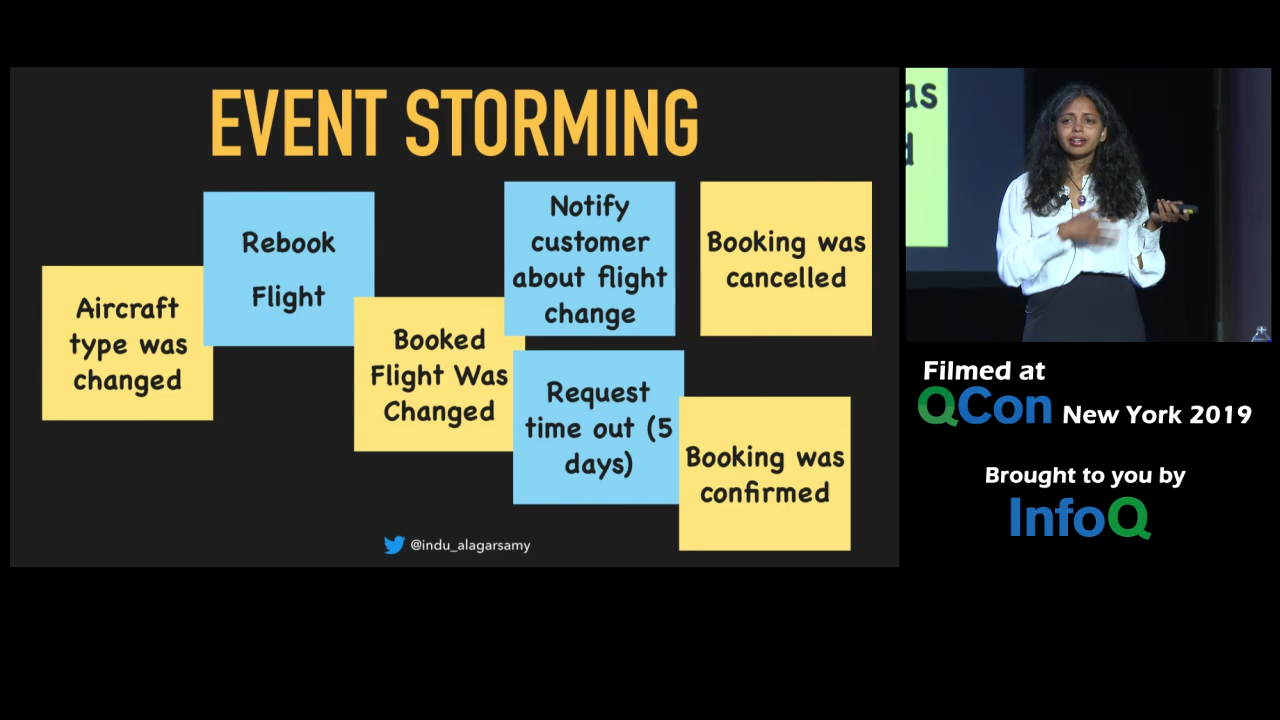 EVENT STORMING
Aircraft
type was
changed
Rebook
Flight
Booked
Flight Was
Changed
Notify
customer
about flight
change
Request
time out (5
days)
Booking was
cancelled
Booking was
confirmed
@indu_alagarsamy
as
d
Filmed at
QCon New York 2019
Brought to you by
InfoQ